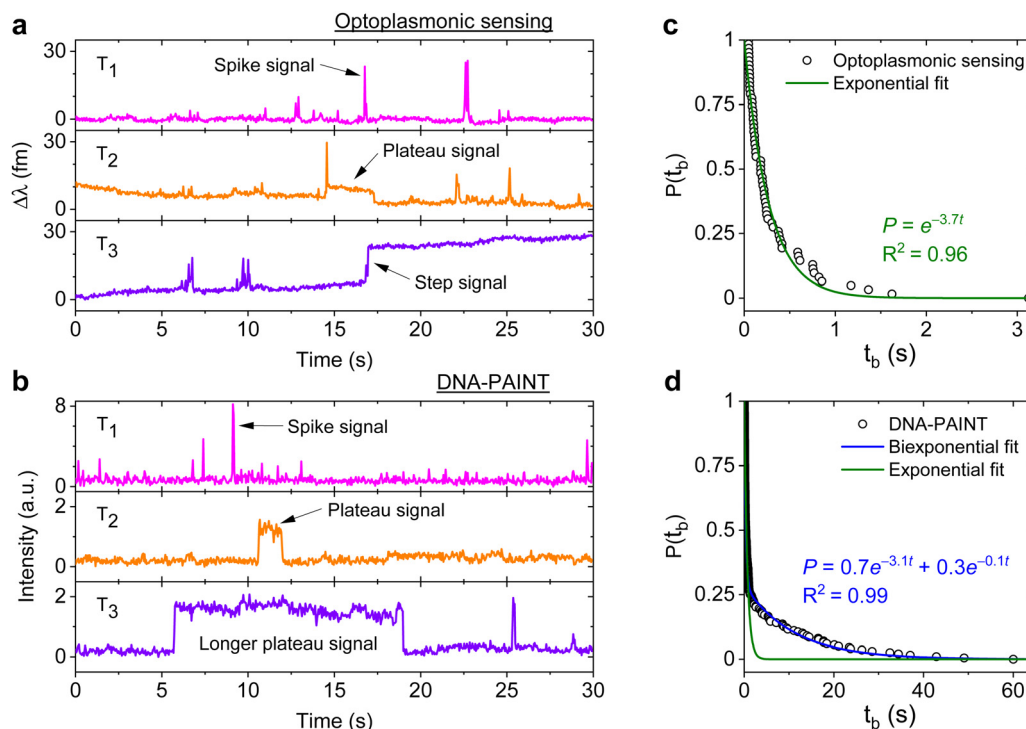 a
Optoplasmonic sensing
30
0
T1
Spike signal
30
0
T2
Plateau signal
30
0
T3
Step signal
Δλ (fm)
0 5 10 15 20 25 30
Time (s)
b
DNA-PAINT
8
0
T1
Spike signal
2
0
T2
Plateau signal
2
0
T3
Longer plateau signal
Intensity (a.u.)
0 5 10 15 20 25 30
Time (s)
c
Optoplasmonic sensing
Exponential fit
1
0.75
0.5
0.25
0
P(tb)
P = e^−3.7t
R² = 0.96
0 1 2 3
tb (s)
d
DNA-PAINT
Biexponential fit
Exponential fit
1
0.75
0.5
0.25
0
P(tb)
P = 0.7e^−3.1t + 0.3e^−0.1t
R² = 0.99
0 20 40 60
tb (s)